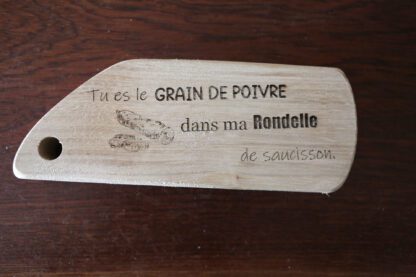 Tu es le GRAIN DE POIVRE
dans ma Rondelle
de saucisson.